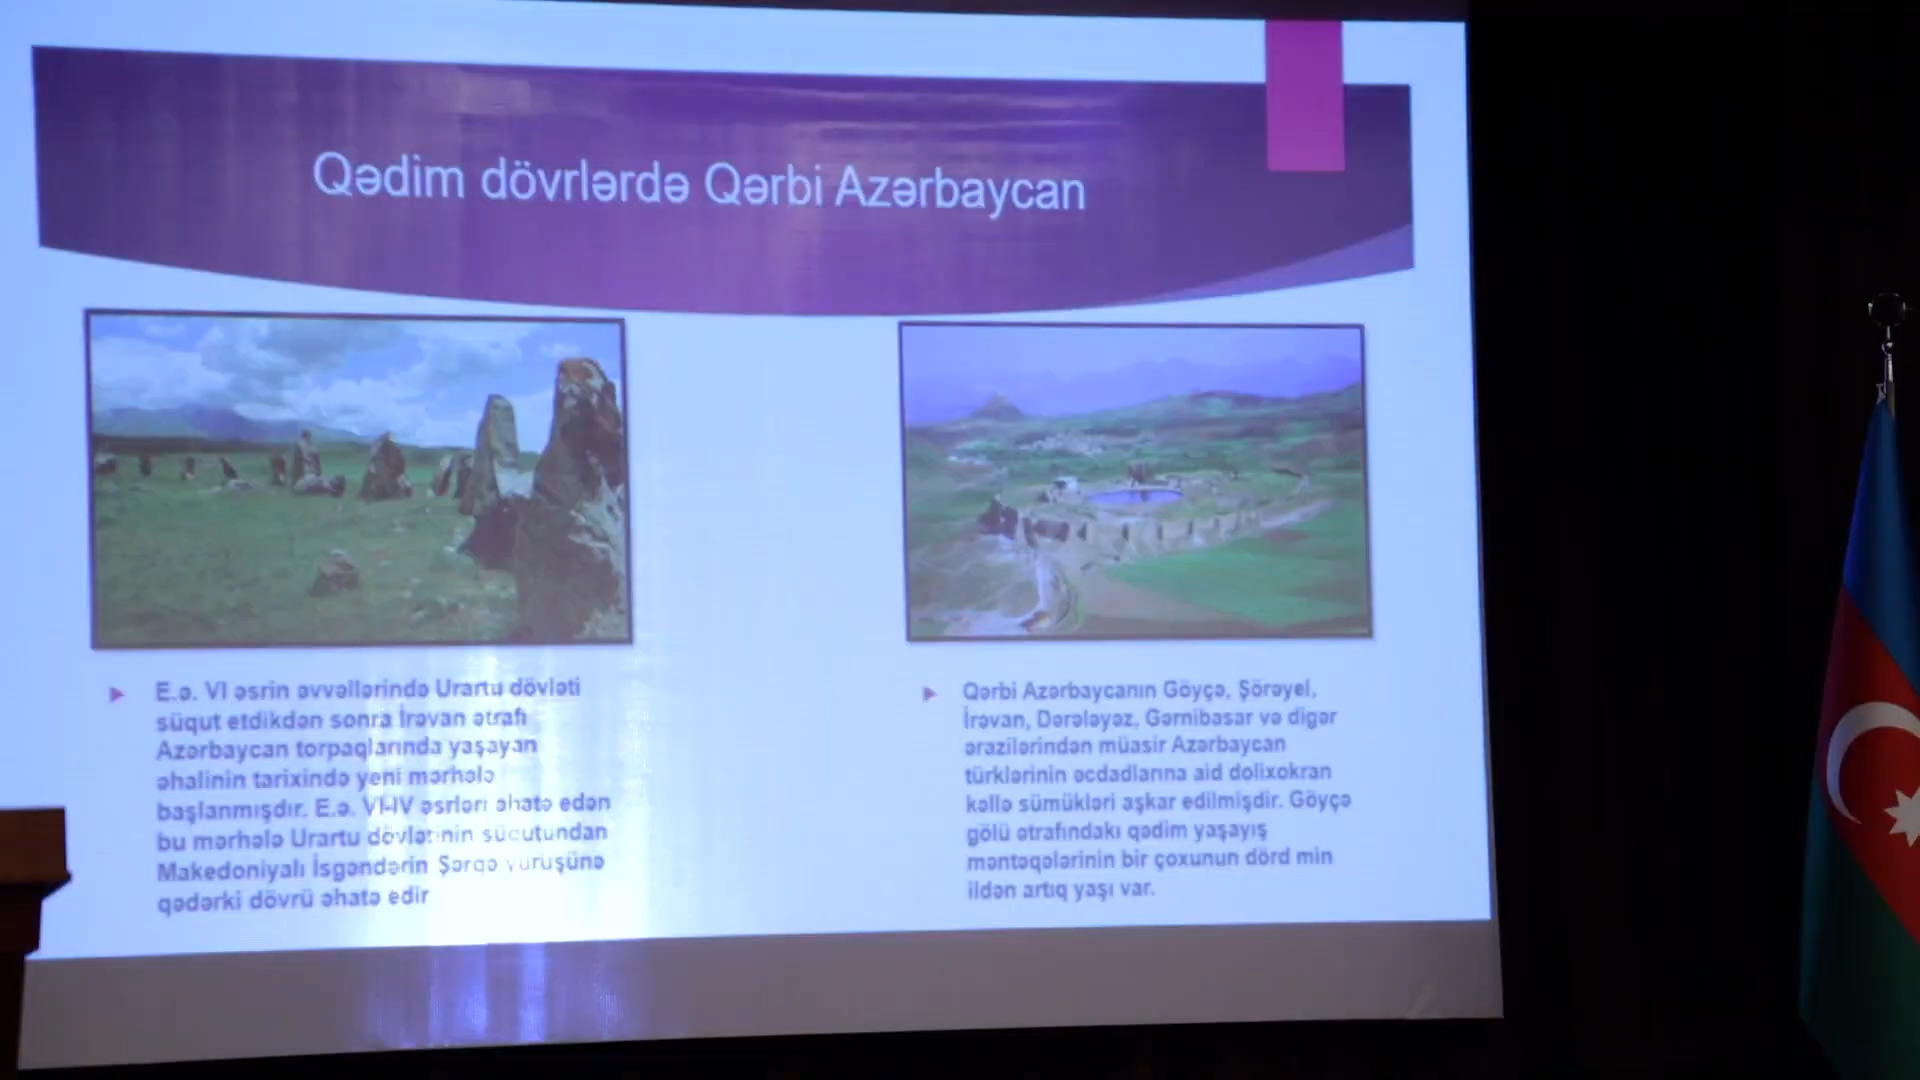 Qədim dövrlərdə Qərbi Azərbaycan
E.ə. VI əsrin əvvəllərində Urartu dövləti
süqut etdikdən sonra İrəvan ətrafı
Azərbaycan torpaqlarında yaşayan
əhalinin tarixində yeni mərhələ
başlanmışdır. E.ə. VI-IV əsrləri əhatə edən
bu mərhələ Urartu dövlətinin süqutundan
Makedoniyalı İsgəndərin Şərqə yürüşünə
qədərki dövrü əhatə edir
Qərbi Azərbaycanın Göyçə, Şörəyel,
İrəvan, Dərələyəz, Gərnibasar və digər
ərazilərindən müasir Azərbaycan
türklərinin əcdadlarına aid dolixokran
kəllə sümükləri aşkar edilmişdir. Göyçə
gölü ətrafındakı qədim yaşayış
məntəqələrinin bir çoxunun dörd min
ildən artıq yaşı var.